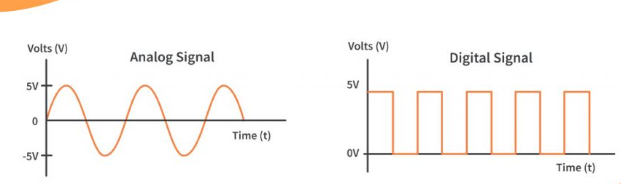 Volts (V)
Analog Signal
5V
0
-5V
Time (t)
Volts (V)
Digital Signal
5V
0V
Time (t)